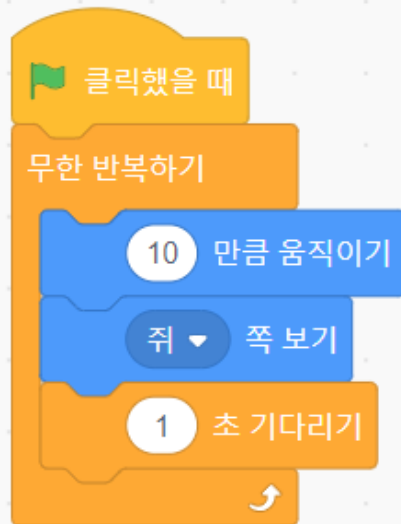 클릭했을 때
무한 반복하기
10 만큼 움직이기
쥐 쪽 보기
1 초 기다리기